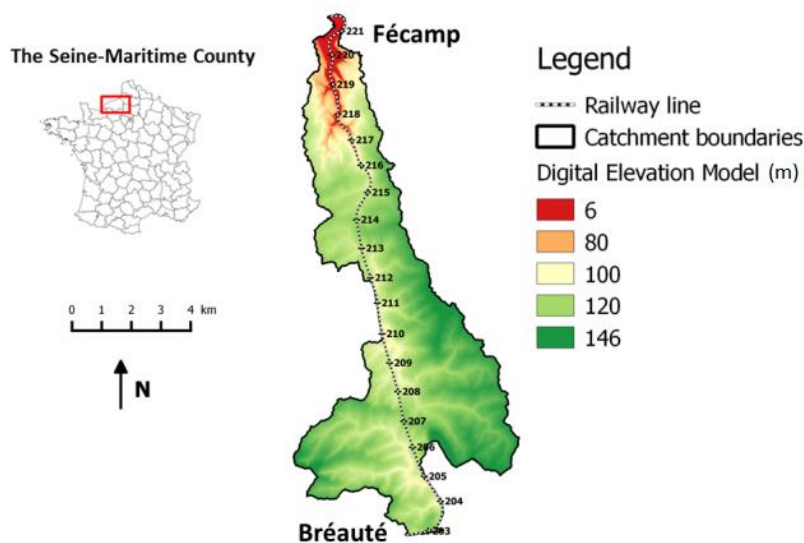 The Seine-Maritime County
Fécamp
Bréauté
221
220
219
218
217
216
215
214
213
212
211
210
209
208
207
206
205
204
203
0 1 2 3 4 km
N
Legend
Railway line
Catchment boundaries
Digital Elevation Model (m)
6
80
100
120
146